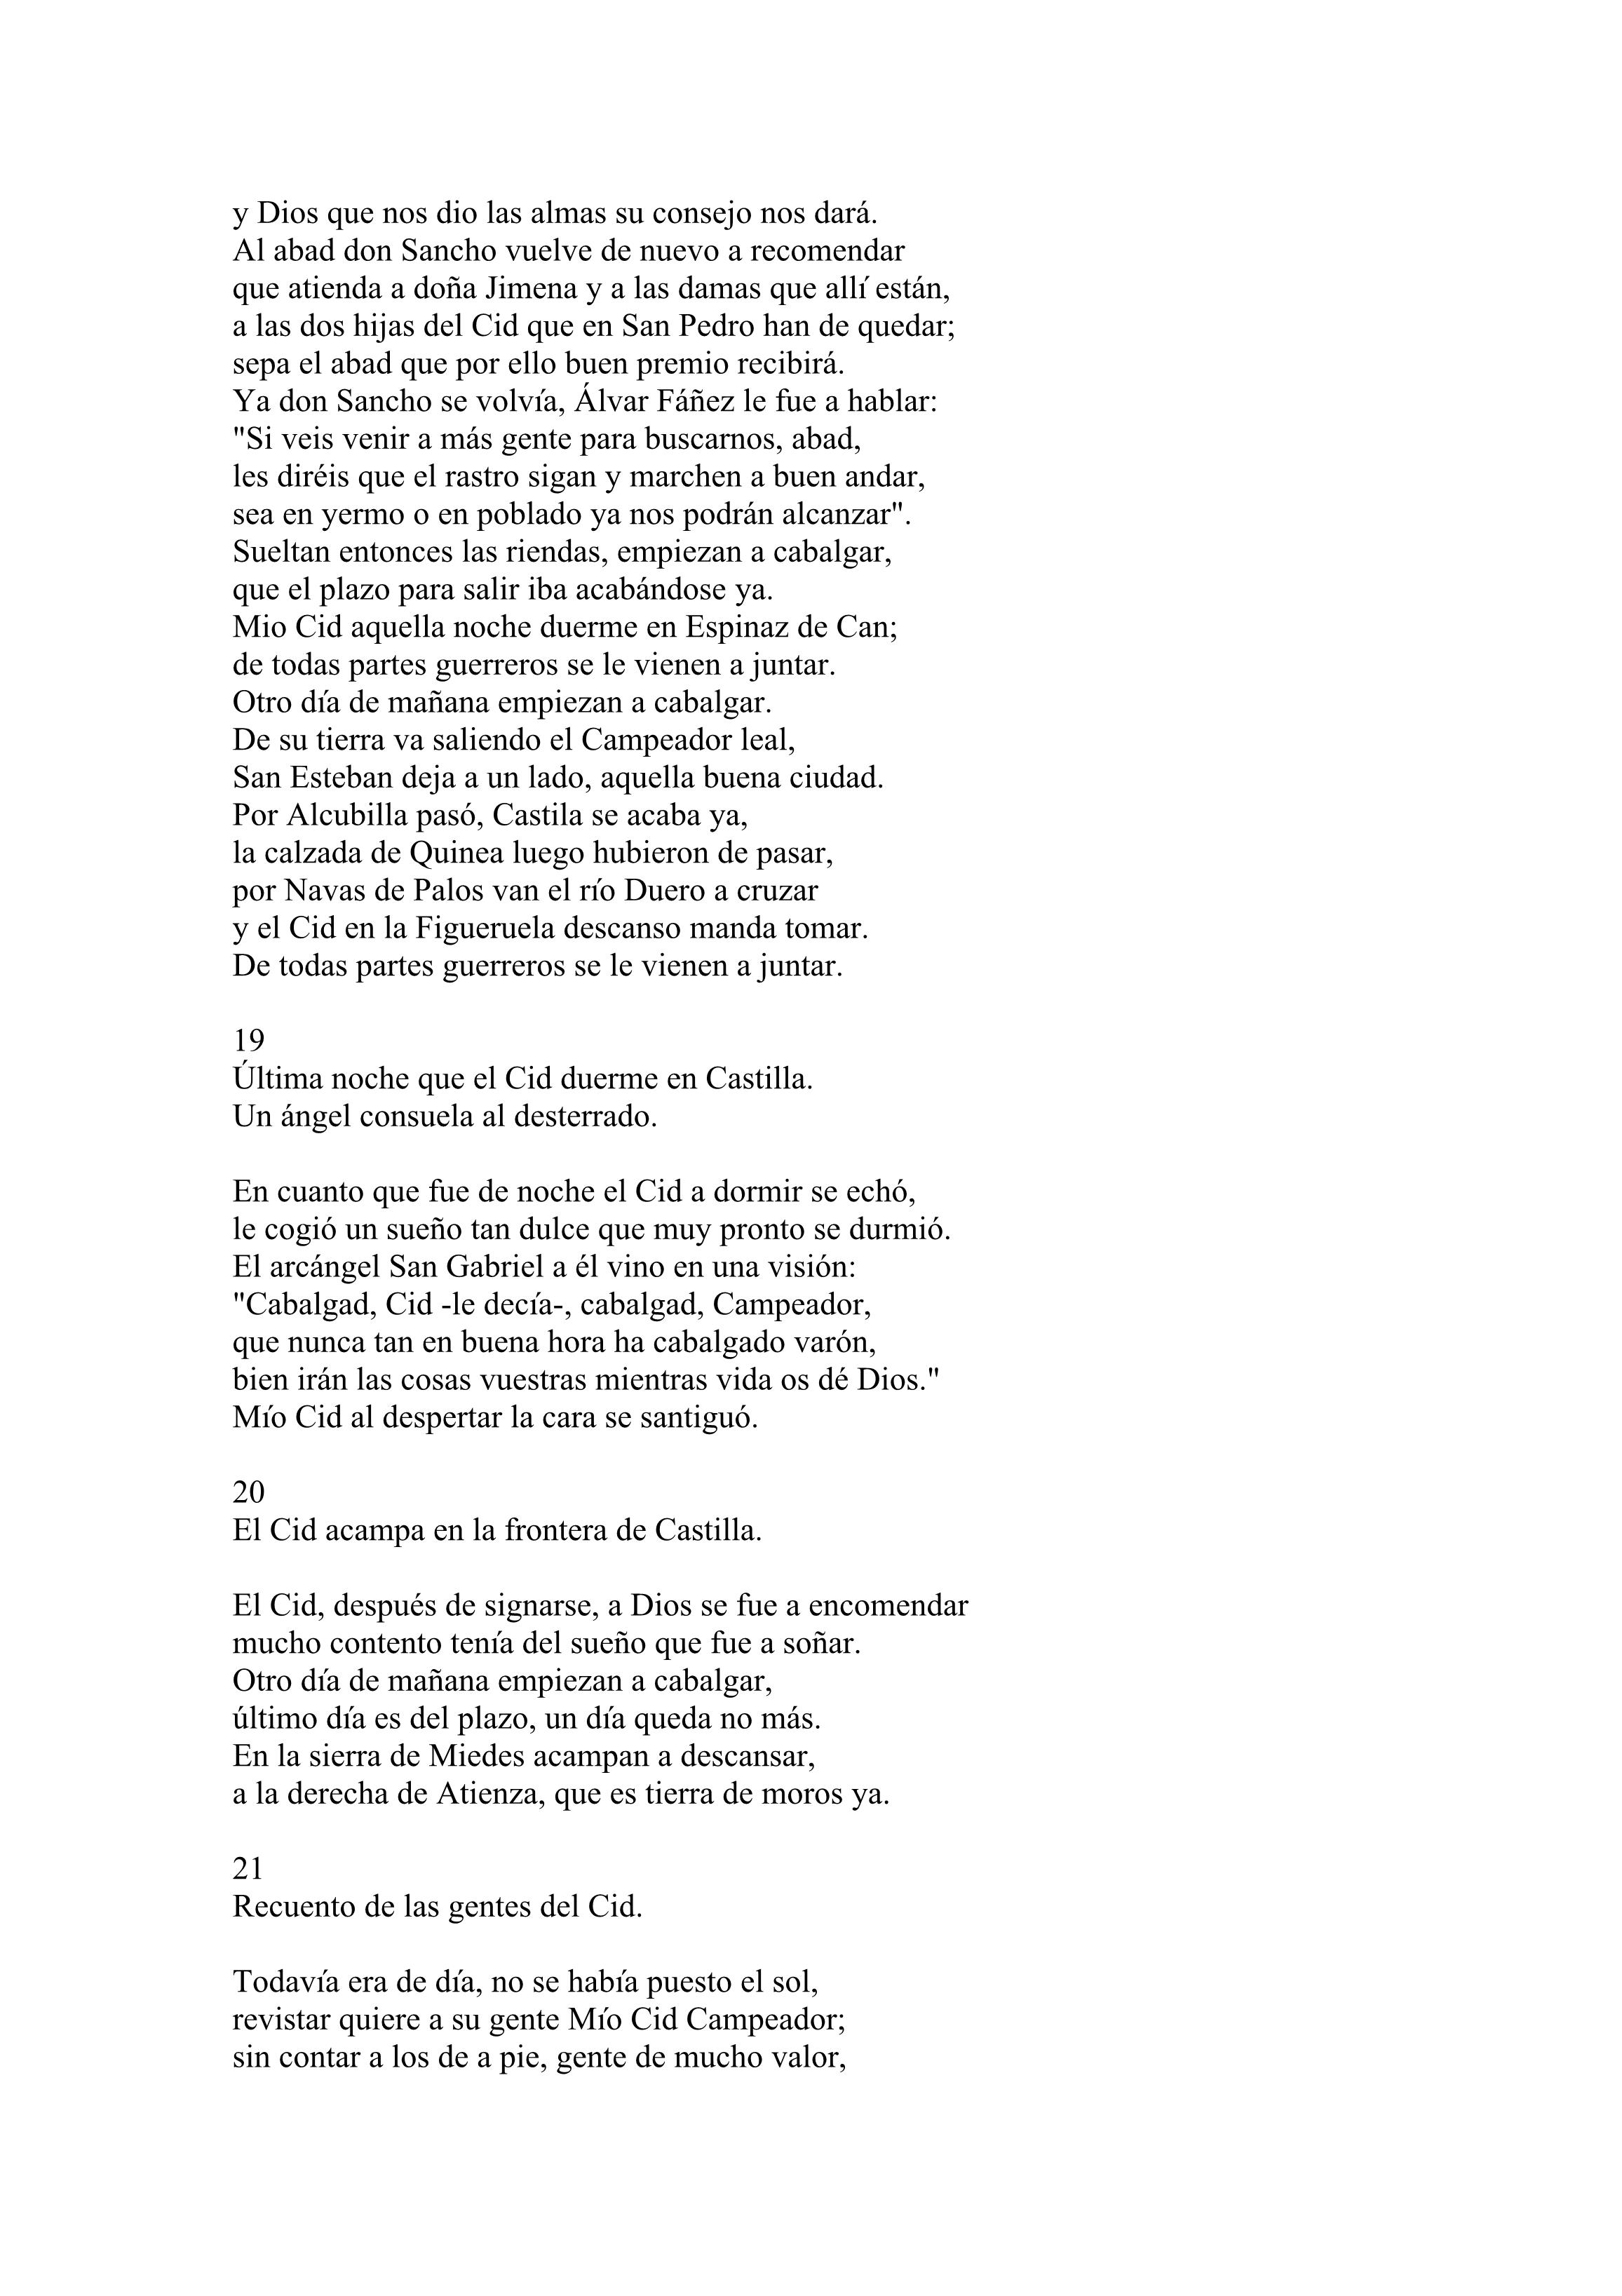 y Dios que nos dio las almas su consejo nos dará.
Al abad don Sancho vuelve de nuevo a recomendar
que atienda a doña Jimena y a las damas que allí están,
a las dos hijas del Cid que en San Pedro han de quedar;
sepa el abad que por ello buen premio recibirá.
Ya don Sancho se volvía, Álvar Fáñez le fue a hablar:
"Si veis venir a más gente para buscarnos, abad,
les diréis que el rastro sigan y marchen a buen andar,
sea en yermo o en poblado ya nos podrán alcanzar".
Sueltan entonces las riendas, empiezan a cabalgar,
que el plazo para salir iba acabándose ya.
Mio Cid aquella noche duerme en Espinaz de Can;
de todas partes guerreros se le vienen a juntar.
Otro día de mañana empiezan a cabalgar.
De su tierra va saliendo el Campeador leal,
San Esteban deja a un lado, aquella buena ciudad.
Por Alcubilla pasó, Castila se acaba ya,
la calzada de Quinea luego hubieron de pasar,
por Navas de Palos van el río Duero a cruzar
y el Cid en la Figueruela descanso manda tomar.
De todas partes guerreros se le vienen a juntar.
19
Última noche que el Cid duerme en Castilla.
Un ángel consuela al desterrado.
En cuanto que fue de noche el Cid a dormir se echó,
le cogió un sueño tan dulce que muy pronto se durmió.
El arcángel San Gabriel a él vino en una visión:
"Cabalgad, Cid -le decía-, cabalgad, Campeador,
que nunca tan en buena hora ha cabalgado varón,
bien irán las cosas vuestras mientras vida os dé Dios."
Mío Cid al despertar la cara se santiguó.
20
El Cid acampa en la frontera de Castilla.
El Cid, después de signarse, a Dios se fue a encomendar
mucho contento tenía del sueño que fue a soñar.
Otro día de mañana empiezan a cabalgar,
último día es del plazo, un día queda no más.
En la sierra de Miedes acampan a descansar,
a la derecha de Atienza, que es tierra de moros ya.
21
Recuento de las gentes del Cid.
Todavía era de día, no se había puesto el sol,
revistar quiere a su gente Mío Cid Campeador;
sin contar a los de a pie, gente de mucho valor,